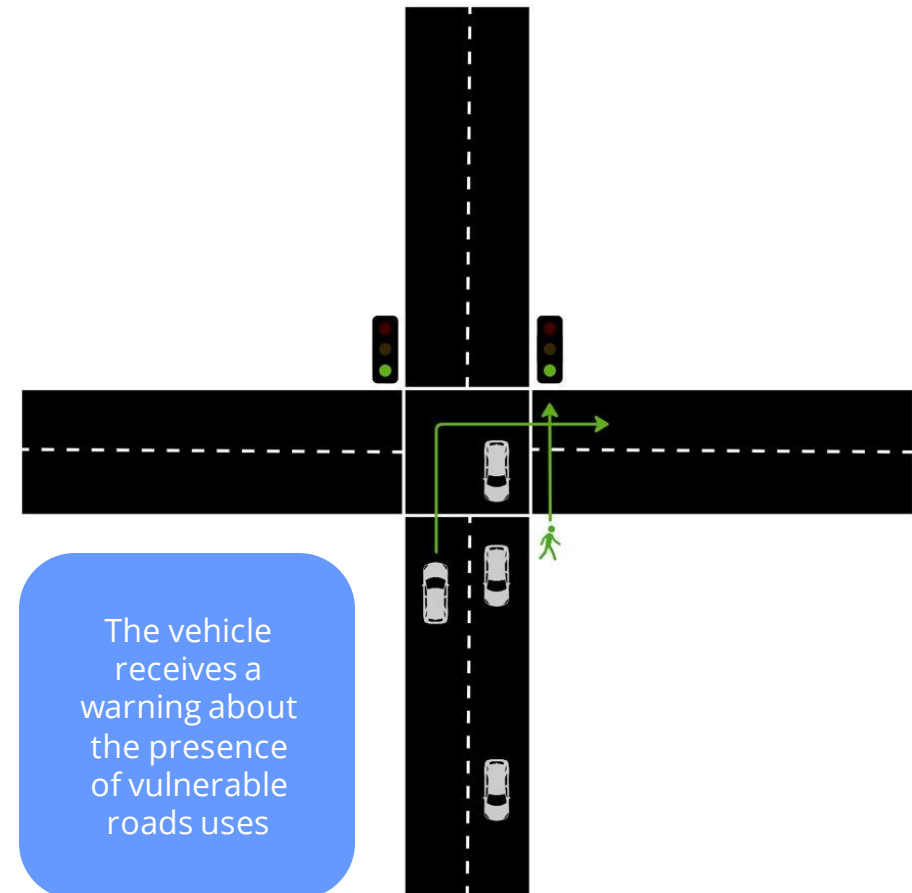 The vehicle
receives a
warning about
the presence
of vulnerable
roads uses